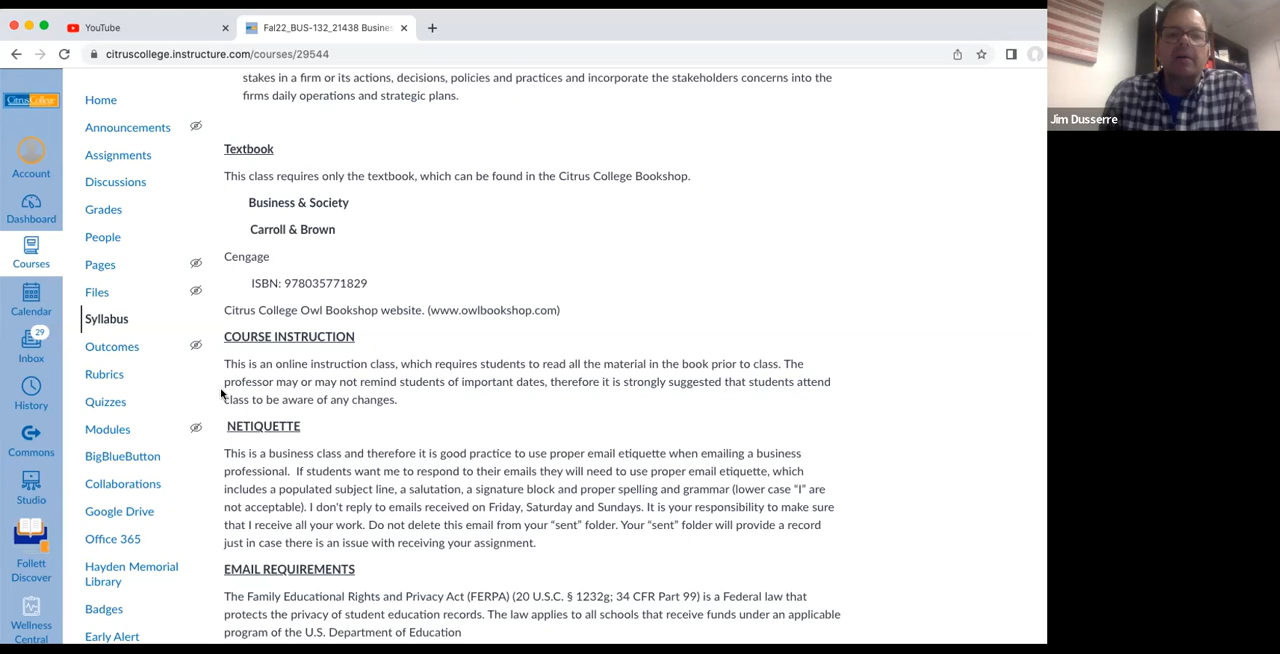 YouTube
Fal22_BUS-132_21438 Busine
citruscollege.instructure.com/courses/29544
Jim Dusserre
CitrusCollege
Account
Dashboard
Courses
Calendar
29
Inbox
History
Commons
Studio
Follett
Discover
Wellness
Central
Home
Announcements
Assignments
Discussions
Grades
People
Pages
Files
Syllabus
Outcomes
Rubrics
Quizzes
Modules
BigBlueButton
Collaborations
Google Drive
Office 365
Hayden Memorial
Library
Badges
Early Alert
stakes in a firm or its actions, decisions, policies and practices and incorporate the stakeholders concerns into the
firms daily operations and strategic plans.
Textbook
This class requires only the textbook, which can be found in the Citrus College Bookshop.
Business & Society
Carroll & Brown
Cengage
ISBN: 978035771829
Citrus College Owl Bookshop website. (www.owlbookshop.com)
COURSE INSTRUCTION
This is an online instruction class, which requires students to read all the material in the book prior to class. The
professor may or may not remind students of important dates, therefore it is strongly suggested that students attend
class to be aware of any changes.
NETIQUETTE
This is a business class and therefore it is good practice to use proper email etiquette when emailing a business
professional. If students want me to respond to their emails they will need to use proper email etiquette, which
includes a populated subject line, a salutation, a signature block and proper spelling and grammar (lower case “I” are
not acceptable). I don't reply to emails received on Friday, Saturday and Sundays. It is your responsibility to make sure
that I receive all your work. Do not delete this email from your “sent” folder. Your “sent” folder will provide a record
just in case there is an issue with receiving your assignment.
EMAIL REQUIREMENTS
The Family Educational Rights and Privacy Act (FERPA) (20 U.S.C. § 1232g; 34 CFR Part 99) is a Federal law that
protects the privacy of student education records. The law applies to all schools that receive funds under an applicable
program of the U.S. Department of Education